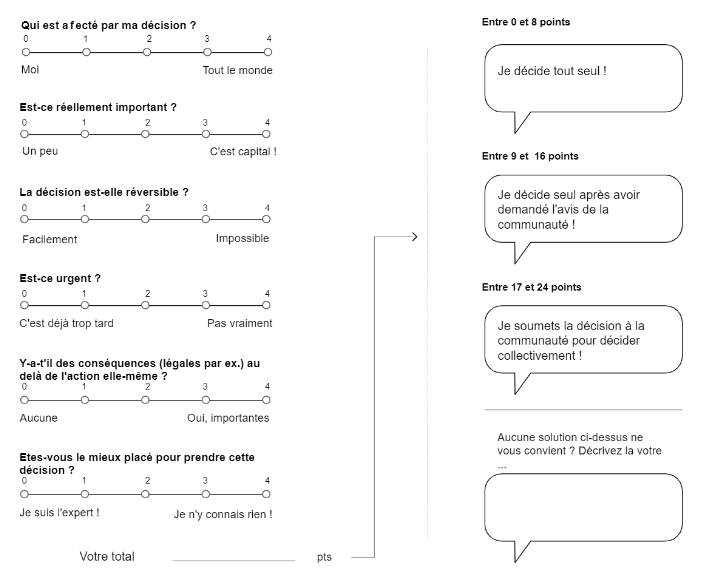 Qui est affecté par ma décision ?
0 1 2 3 4
Moi Tout le monde
Est-ce réellement important ?
0 1 2 3 4
Un peu C'est capital !
La décision est-elle réversible ?
0 1 2 3 4
Facilement Impossible
Est-ce urgent ?
0 1 2 3 4
C'est déjà trop tard Pas vraiment
Y-a-t'il des conséquences (légales par ex.) au
delà de l'action elle-même ?
0 1 2 3 4
Aucune Oui, importantes
Etes-vous le mieux placé pour prendre cette
décision ?
0 1 2 3 4
Je suis l'expert ! Je n'y connais rien !
Votre total pts
Entre 0 et 8 points
Je décide tout seul !
Entre 9 et 16 points
Je décide seul après avoir
demandé l'avis de la
communauté !
Entre 17 et 24 points
Je soumets la décision à la
communauté pour décider
collectivement !
Aucune solution ci-dessus ne
vous convient ? Décrivez la votre
...